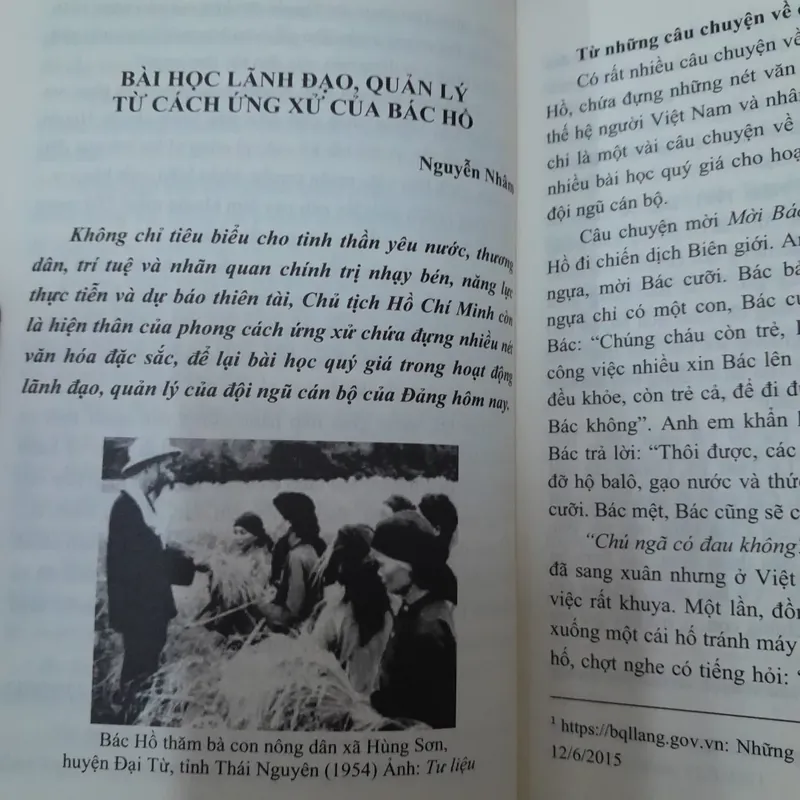 BÀI HỌC LÃNH ĐẠO, QUẢN LÝ
TỪ CÁCH ỨNG XỬ CỦA BÁC HỒ
Nguyễn Nhâm
Không chỉ tiêu biểu cho tinh thần yêu nước, thương
dân, trí tuệ và nhãn quan chính trị nhạy bén, năng lực
thực tiễn và dự báo thiên tài, Chủ tịch Hồ Chí Minh còn
là hiện thân của phong cách ứng xử chứa đựng nhiều nét
văn hóa đặc sắc, để lại bài học quý giá trong hoạt động
lãnh đạo, quản lý của đội ngũ cán bộ của Đảng hôm nay.
Bác Hồ thăm bà con nông dân xã Hùng Sơn,
huyện Đại Từ, tỉnh Thái Nguyên (1954) Ảnh: Tư liệu
Từ những câu chuyện về
Có rất nhiều câu chuyện về
Hồ, chứa đựng những nét văn
thế hệ người Việt Nam và nhân
chỉ là một vài câu chuyện về
nhiều bài học quý giá cho hoạt
đội ngũ cán bộ.
Câu chuyện mời Mời Bác
Hồ đi chiến dịch Biên giới. An
ngựa, mời Bác cưỡi. Bác bả
ngựa chỉ có một con, Bác cư
Bác: “Chúng cháu còn trẻ,
công việc nhiều xin Bác lên
đều khỏe, còn trẻ cả, để đi đư
Bác không”. Anh em khẩn
Bác trả lời: “Thôi được, các
đỡ hộ balô, gạo nước và thức
cưỡi. Bác mệt, Bác cũng sẽ c
“Chú ngã có đau không?
đã sang xuân nhưng ở Việt
việc rất khuya. Một lần, đồn
xuống một cái hố tránh máy
hố, chợt nghe có tiếng hỏi: “
¹ https://bqllang.gov.vn: Những
12/6/2015